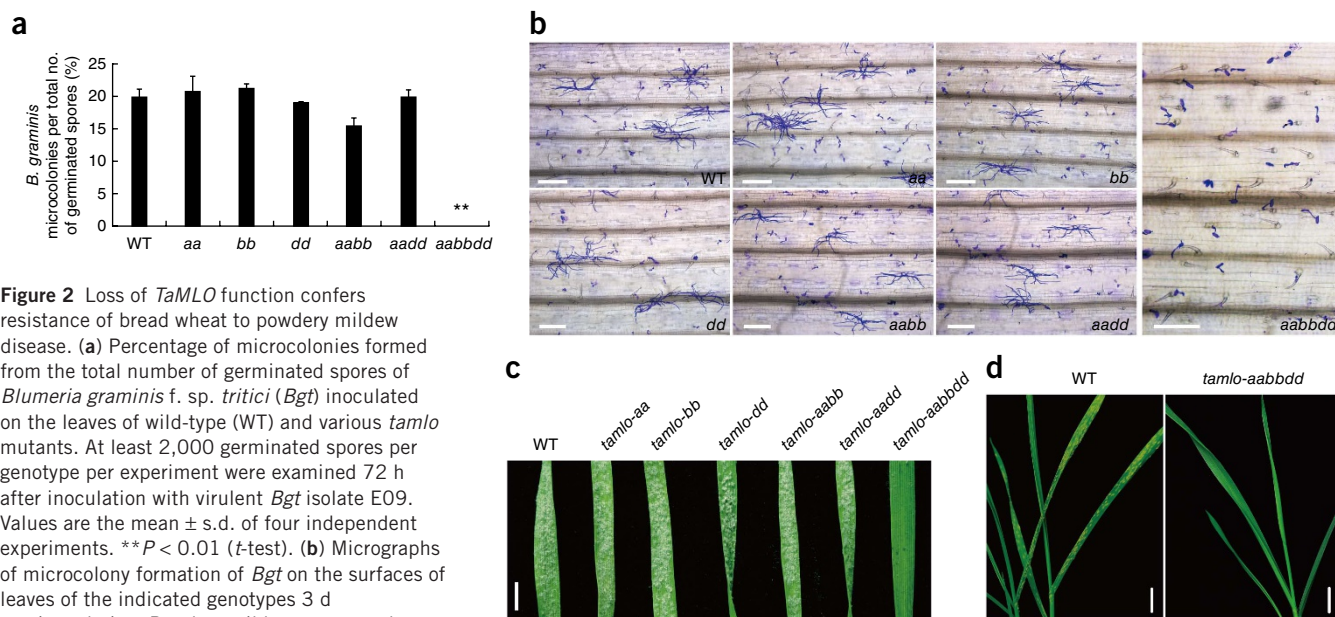 a
B. graminis
microcolonies per total no.
of germinated spores (%)
25
20
15
10
5
0
**
WT aa bb dd aabb aadd aabbdd
Figure 2 Loss of TaMLO function confers
resistance of bread wheat to powdery mildew
disease. (a) Percentage of microcolonies formed
from the total number of germinated spores of
Blumeria graminis f. sp. tritici (Bgt) inoculated
on the leaves of wild-type (WT) and various tamlo
mutants. At least 2,000 germinated spores per
genotype per experiment were examined 72 h
after inoculation with virulent Bgt isolate E09.
Values are the mean ± s.d. of four independent
experiments. **P < 0.01 (t-test). (b) Micrographs
of microcolony formation of Bgt on the surfaces of
leaves of the indicated genotypes 3 d
b
WT aa bb
dd aabb aadd aabbdd
c
WT tamlo-aa tamlo-bb tamlo-dd tamlo-aabb tamlo-aadd tamlo-aabbdd
d
WT tamlo-aabbdd